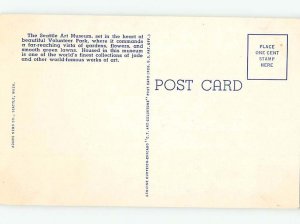 The Seattle Art Museum, set in the heart of
beautiful Volunteer Park, where it commands
a far-reaching vista of gardens, flowers, and
smooth green lawns. Housed in this museum
is one of the world's finest collections of jade
and other world-famous works of art.
POST CARD
PLACE
ONE CENT
STAMP
HERE